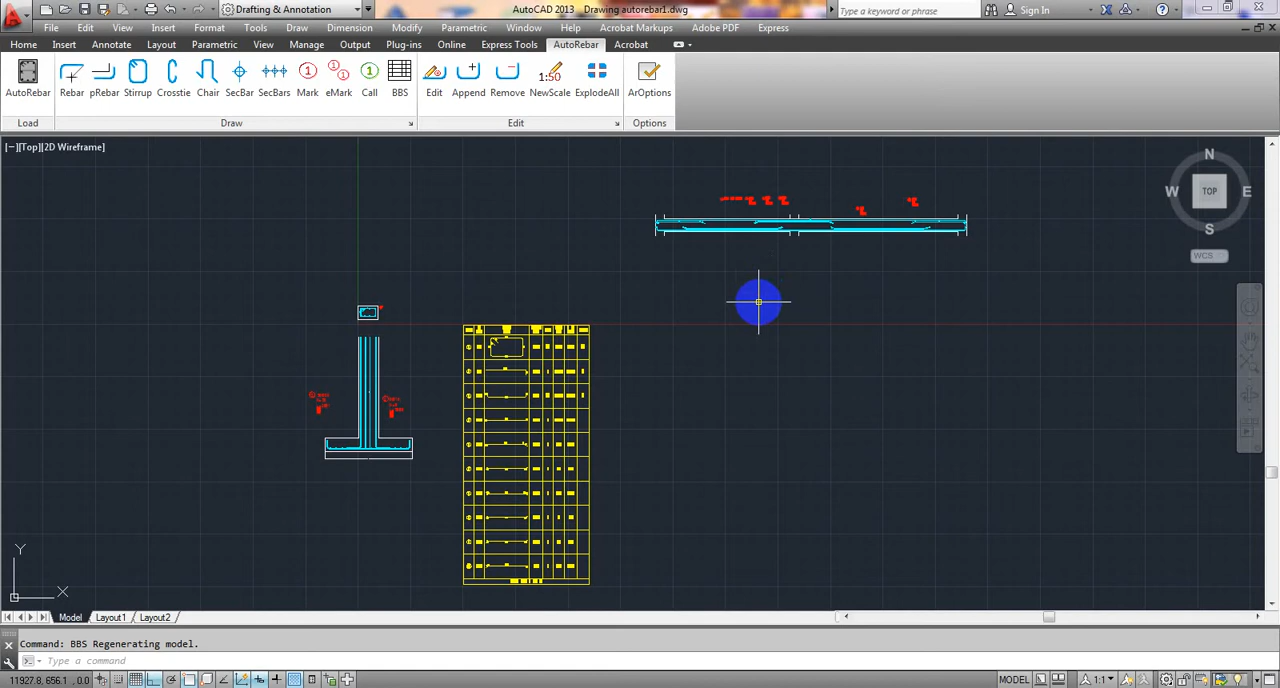 Drafting & Annotation
AutoCAD 2013 Drawing autorebar1.dwg
Type a keyword or phrase
Sign In
File Edit View Insert Format Tools Draw Dimension Modify Parametric Window Help Acrobat Markups Adobe PDF Express
Home Insert Annotate Layout Parametric View Manage Output Plug-ins Online Express Tools AutoRebar Acrobat
AutoRebar Rebar pRebar Stirrup Crosstie Chair SecBar SecBars Mark eMark Call BBS Edit Append Remove NewScale ExplodeAll ArOptions
1 1 1 1 1:50
Load Draw Edit Options
[−][Top][2D Wireframe]
N
W TOP E
S
WCS
Y
X
Model Layout1 Layout2
Command: BBS Regenerating model.
Type a command
11927.8, 656.1 , 0.0 MODEL 1:1